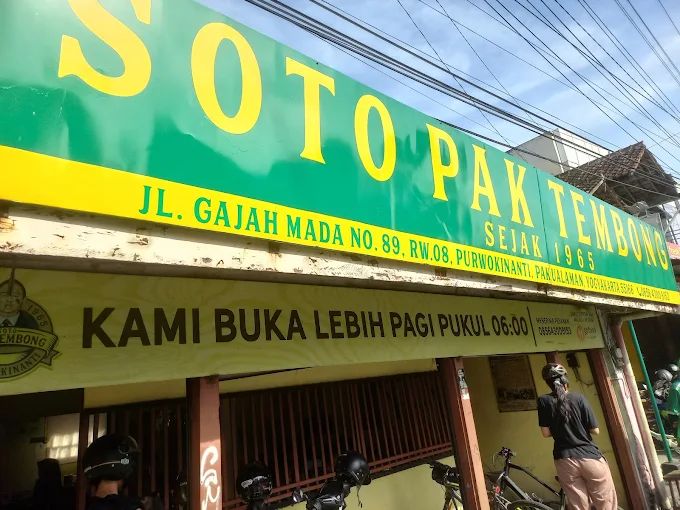 SOTO PAK TEMBONG
SEJAK 1965
JL. GAJAH MADA NO. 89, RW.08, PURWOKINANTI, PAKUALAMAN, YOGYAKARTA
KAMI BUKA LEBIH PAGI PUKUL 06:00
TEMBONG